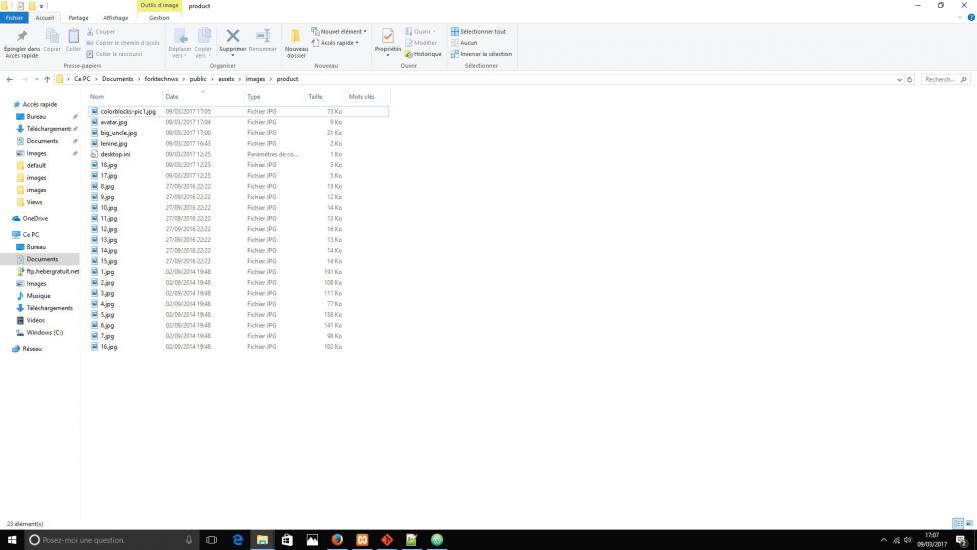 Outils d'image product
Fichier Accueil Partage Affichage Gestion
Épingler dans Accès rapide
Copier
Coller
Couper
Copier le chemin d'accès
Coller le raccourci
Presse-papiers
Déplacer vers
Copier vers
Supprimer
Renommer
Organiser
Nouveau dossier
Nouvel élément
Accès rapide
Nouveau
Propriétés
Ouvrir
Modifier
Historique
Ouvrir
Sélectionner tout
Aucun
Inverser la sélection
Sélectionner
Ce PC > Documents > forktechnws > public > assets > images > product
Recherch...
Accès rapide
Bureau
Téléchargement
Documents
Images
default
images
images
Views
OneDrive
Ce PC
Bureau
Documents
ftp.hebergratuit.net
Images
Musique
Téléchargements
Vidéos
Windows (C:)
Réseau
Nom Date Type Taille Mots clés
colorblocks-pic1.jpg 09/03/2017 17:05 Fichier JPG 73 Ko
avatar.jpg 09/03/2017 17:04 Fichier JPG 9 Ko
big_uncle.jpg 09/03/2017 17:00 Fichier JPG 21 Ko
lenine.jpg 09/03/2017 16:43 Fichier JPG 2 Ko
desktop.ini 09/03/2017 12:25 Paramètres de co... 1 Ko
18.jpg 09/03/2017 12:25 Fichier JPG 5 Ko
17.jpg 09/03/2017 12:25 Fichier JPG 5 Ko
8.jpg 27/09/2016 22:22 Fichier JPG 13 Ko
9.jpg 27/09/2016 22:22 Fichier JPG 12 Ko
10.jpg 27/09/2016 22:22 Fichier JPG 14 Ko
11.jpg 27/09/2016 22:22 Fichier JPG 13 Ko
12.jpg 27/09/2016 22:22 Fichier JPG 16 Ko
13.jpg 27/09/2016 22:22 Fichier JPG 13 Ko
14.jpg 27/09/2016 22:22 Fichier JPG 14 Ko
15.jpg 27/09/2016 22:22 Fichier JPG 14 Ko
1.jpg 02/09/2014 19:48 Fichier JPG 191 Ko
2.jpg 02/09/2014 19:48 Fichier JPG 108 Ko
3.jpg 02/09/2014 19:48 Fichier JPG 111 Ko
4.jpg 02/09/2014 19:48 Fichier JPG 77 Ko
5.jpg 02/09/2014 19:48 Fichier JPG 158 Ko
6.jpg 02/09/2014 19:48 Fichier JPG 141 Ko
7.jpg 02/09/2014 19:48 Fichier JPG 98 Ko
16.jpg 02/09/2014 19:48 Fichier JPG 102 Ko
23 élément(s)
Posez-moi une question.
17:07
09/03/2017
2